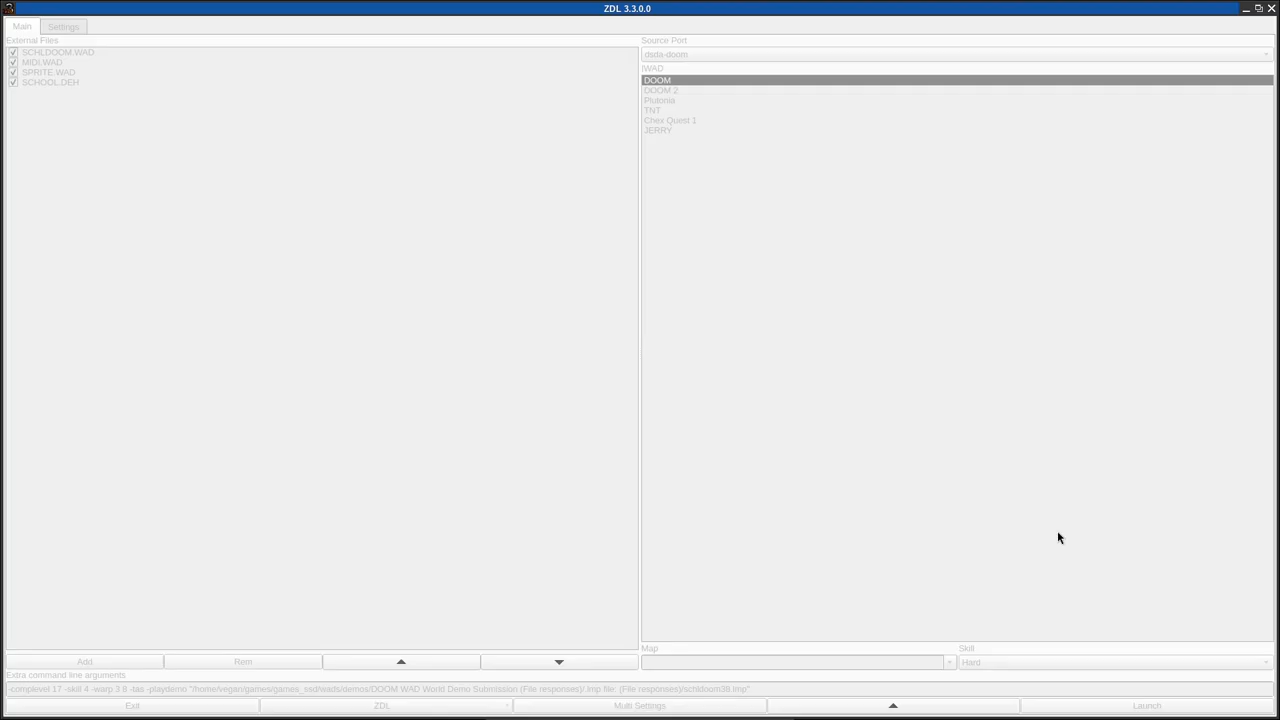 ZDL 3.3.0.0
Main
Settings
External Files
SCHLDOOM.WAD
MIDI.WAD
SPRITE.WAD
SCHOOL.DEH
Source Port
dsda-doom
IWAD
DOOM
DOOM 2
Plutonia
TNT
Chex Quest 1
JERRY
Map
Skill
Hard
Add
Rem
Extra command line arguments
-complevel 17 -skill 4 -warp 3 8 -tas -playdemo "/home/vegan/games/games_ssd/wads/demos/DOOM WAD World Demo Submission (File responses)/.lmp file: (File responses)/schldoom38.lmp"
Exit
ZDL
Multi Settings
Launch